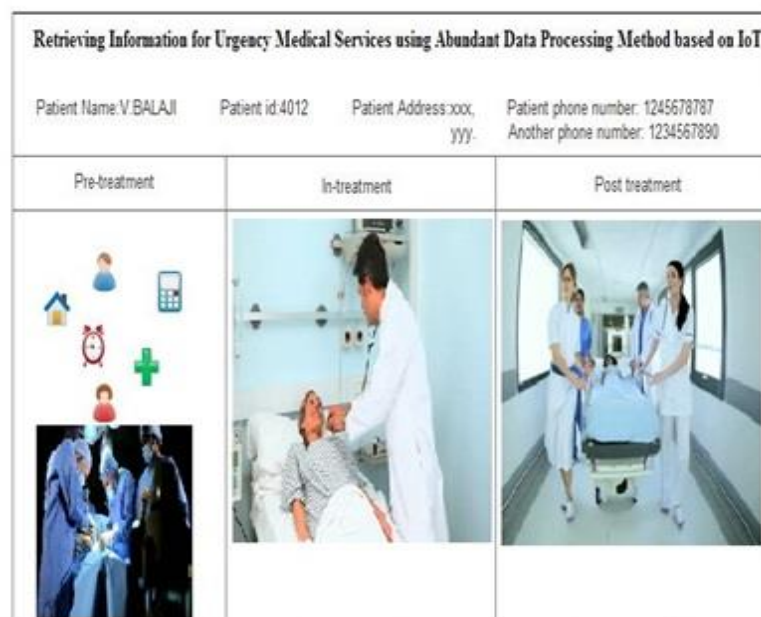 Retrieving Information for Urgency Medical Services using Abundant Data Processing Method based on IoT
Patient Name:V.BALAJI Patient id:4012 Patient Address:xxx, Patient phone number: 1245678787
yyy. Another phone number: 1234567890
Pre-treatment In-treatment Post treatment